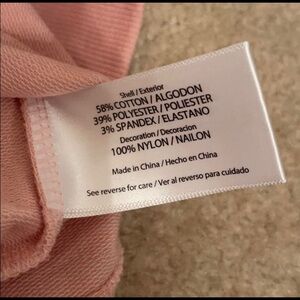 Shell / Exterior
58% COTTON / ALGODON
39% POLYESTER / POLIESTER
3% SPANDEX / ELASTANO
Decoration / Decoracion
100% NYLON / NAILON
Made in China / Hecho en China
See reverse for care / Ver al reverso para cuidado